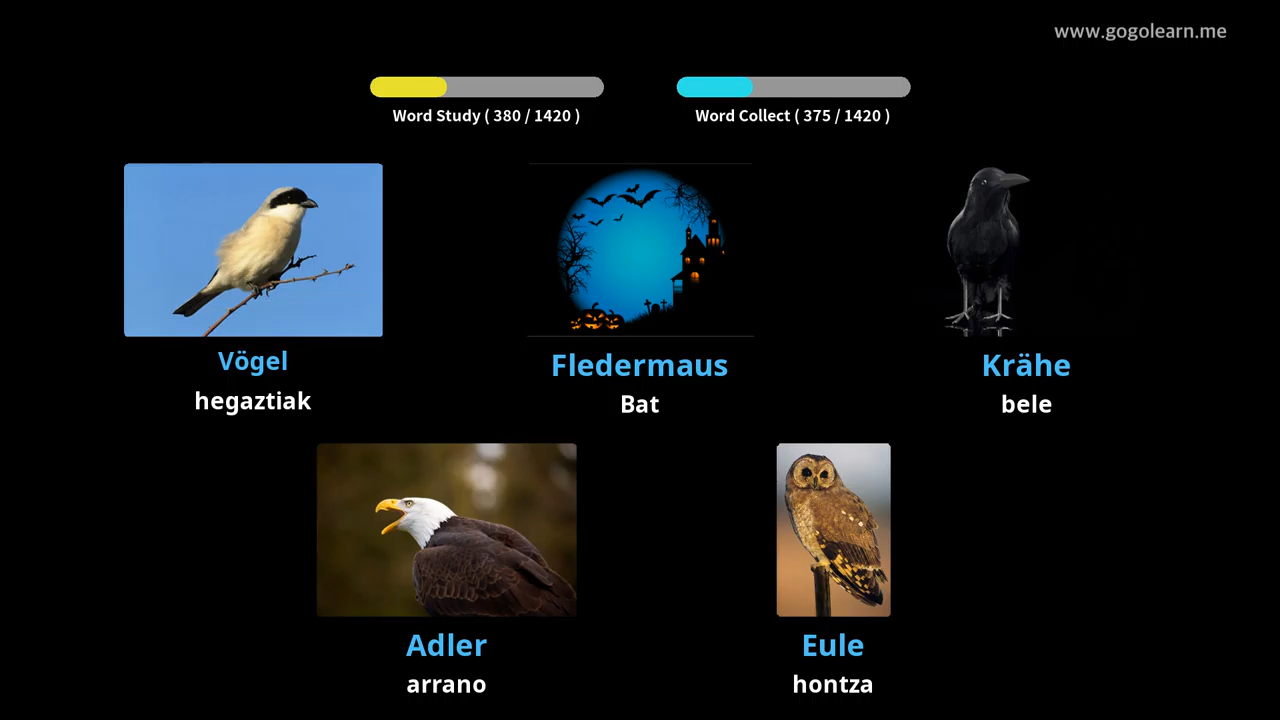 www.gogolearn.me
Word Study ( 380 / 1420 )
Word Collect ( 375 / 1420 )
Vögel
hegaztiak
Fledermaus
Bat
Krähe
bele
Adler
arrano
Eule
hontza